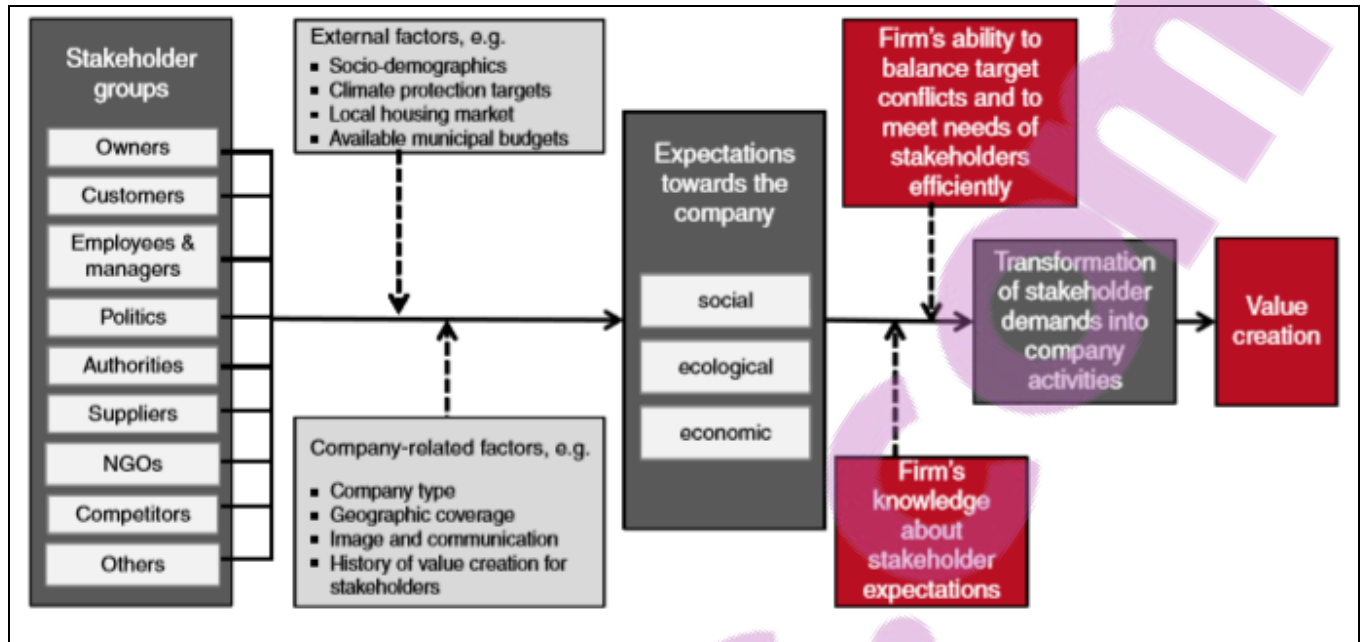 Stakeholder
groups
Owners
Customers
Employees &
managers
Politics
Authorities
Suppliers
NGOs
Competitors
Others
External factors, e.g.
▪ Socio-demographics
▪ Climate protection targets
▪ Local housing market
▪ Available municipal budgets
Company-related factors, e.g.
▪ Company type
▪ Geographic coverage
▪ Image and communication
▪ History of value creation for
stakeholders
Expectations
towards the
company
social
ecological
economic
Firm's ability to
balance target
conflicts and to
meet needs of
stakeholders
efficiently
Firm's
knowledge
about
stakeholder
expectations
Transformation
of stakeholder
demands into
company
activities
Value
creation